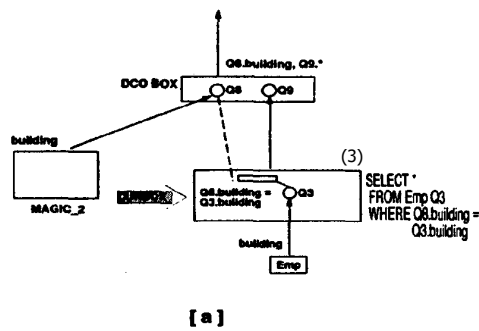 Q8.building, Q9.*
DCO BOX
Q8
Q9
building
(3)
MAGIC_2
Q8.building =
Q3.building
Q3
SELECT *
FROM Emp Q3
WHERE Q8.building =
Q3.building
building
Emp
[ a ]